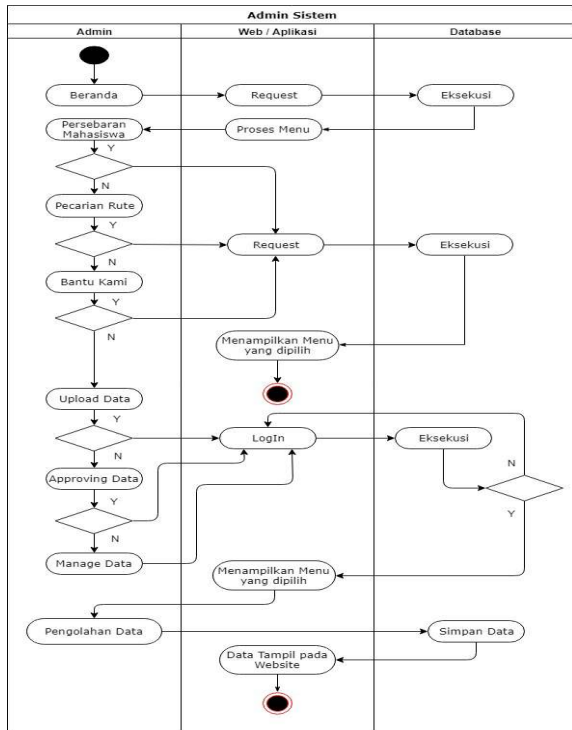 Admin Sistem
Admin
Web / Aplikasi
Database
Beranda
Request
Eksekusi
Persebaran
Mahasiswa
Proses Menu
Y
N
Pecarian Rute
Y
Request
Eksekusi
N
Bantu Kami
Y
N
Menampilkan Menu
yang dipilih
Upload Data
Y
LogIn
Eksekusi
N
N
Approving Data
Y
Y
N
Manage Data
Menampilkan Menu
yang dipilih
Pengolahan Data
Simpan Data
Data Tampil pada
Website